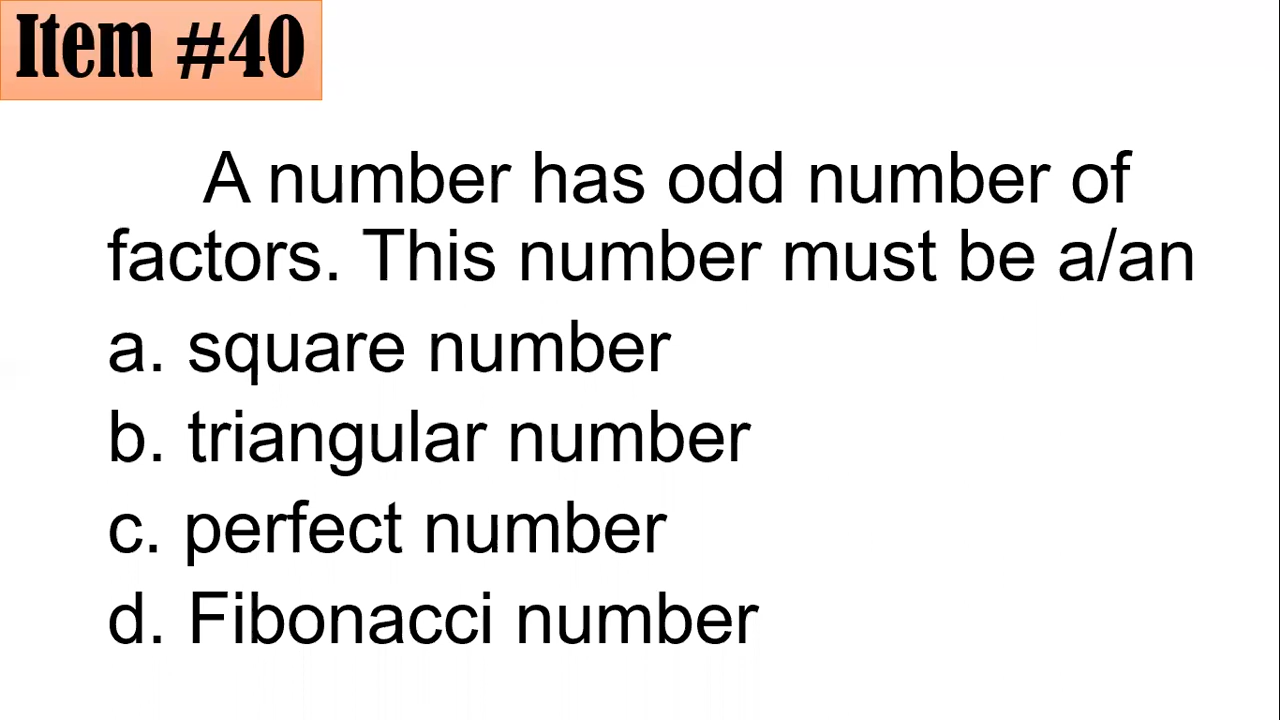 Item #40
A number has odd number of
factors. This number must be a/an
a. square number
b. triangular number
c. perfect number
d. Fibonacci number